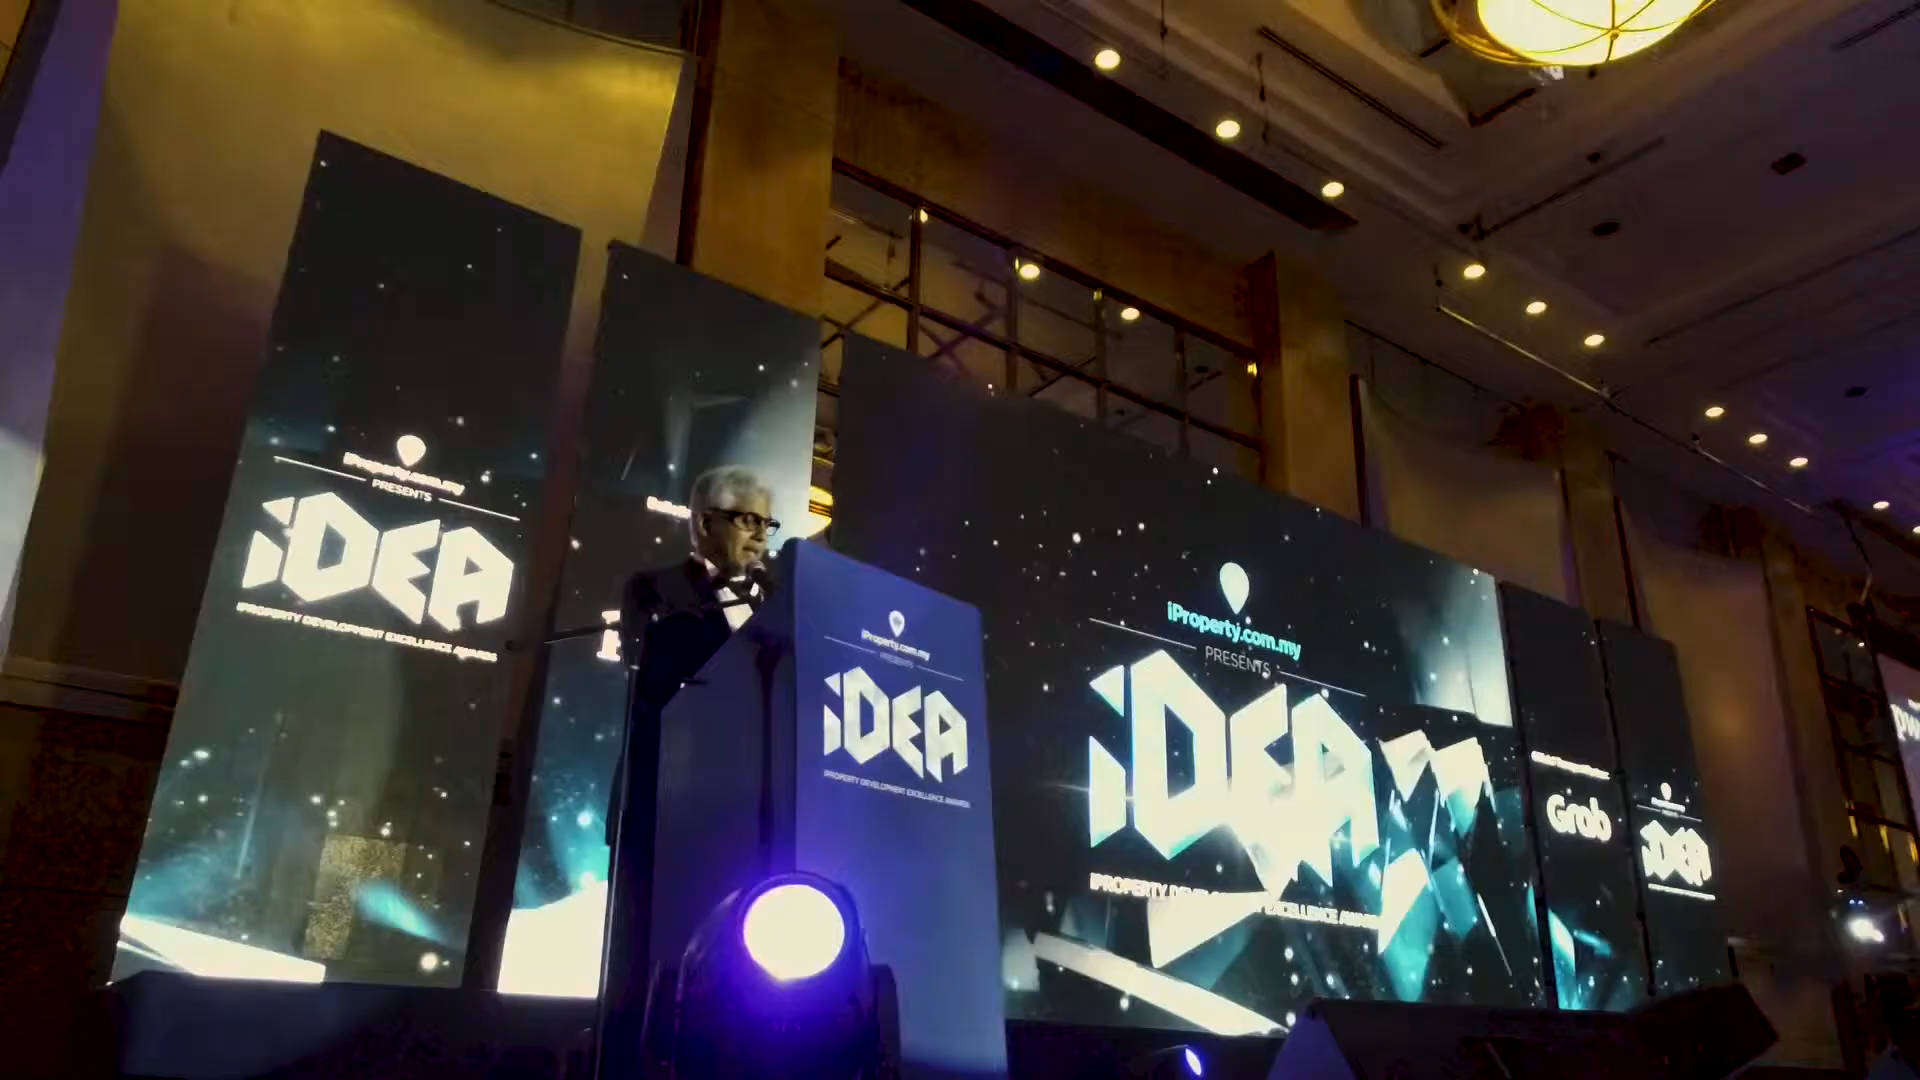 iProperty.com.my
PRESENTS
iDEA
IPROPERTY DEVELOPMENT EXCELLENCE AWARDS
iProperty.com.my
PRESENTS
iDEA
IPROPERTY DEVELOPMENT EXCELLENCE AWARDS
iProperty.com.my
PRESENTS
iDEA
IPROPERTY EXCELLENCE
Grab
iDEA